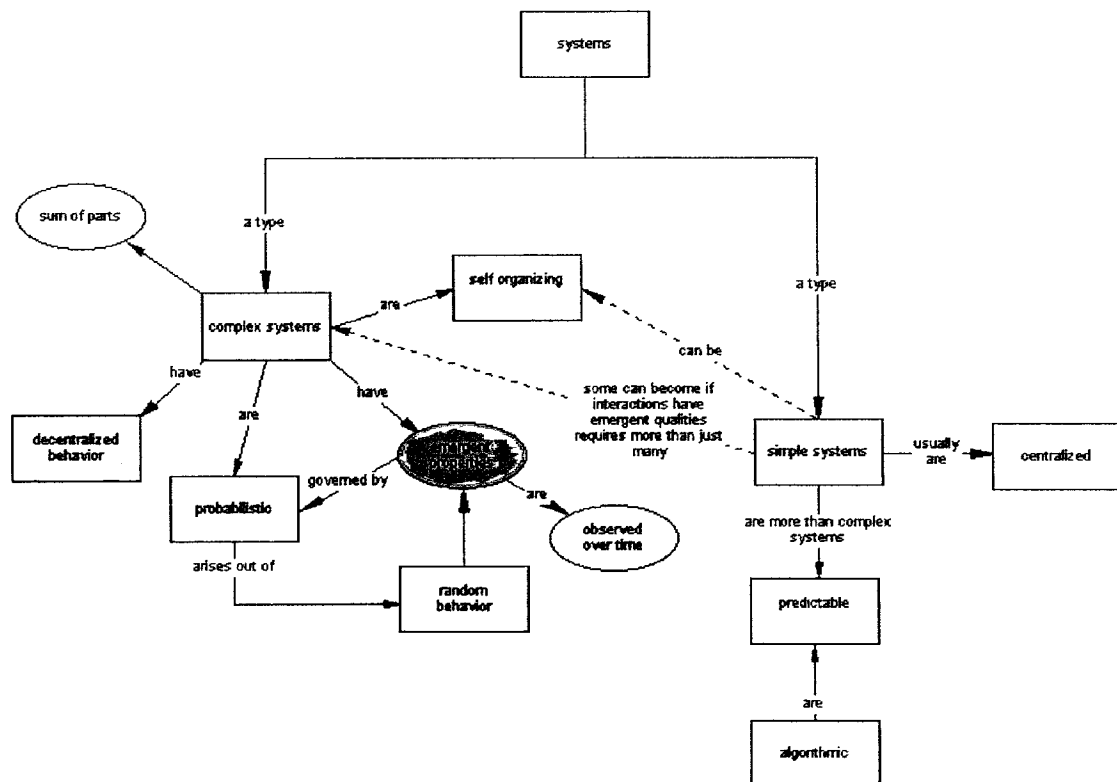 systems
sum of parts
a type
a type
self organizing
are
complex systems
can be
have
have
some can become if
interactions have
emergent qualities
requires more than just
many
are
decentralized
behavior
emergent
properties
simple systems
usually
are
centralized
governed by
probabilistic
are
observed
over time
are more than complex
systems
arises out of
random
behavior
predictable
are
algorithmic